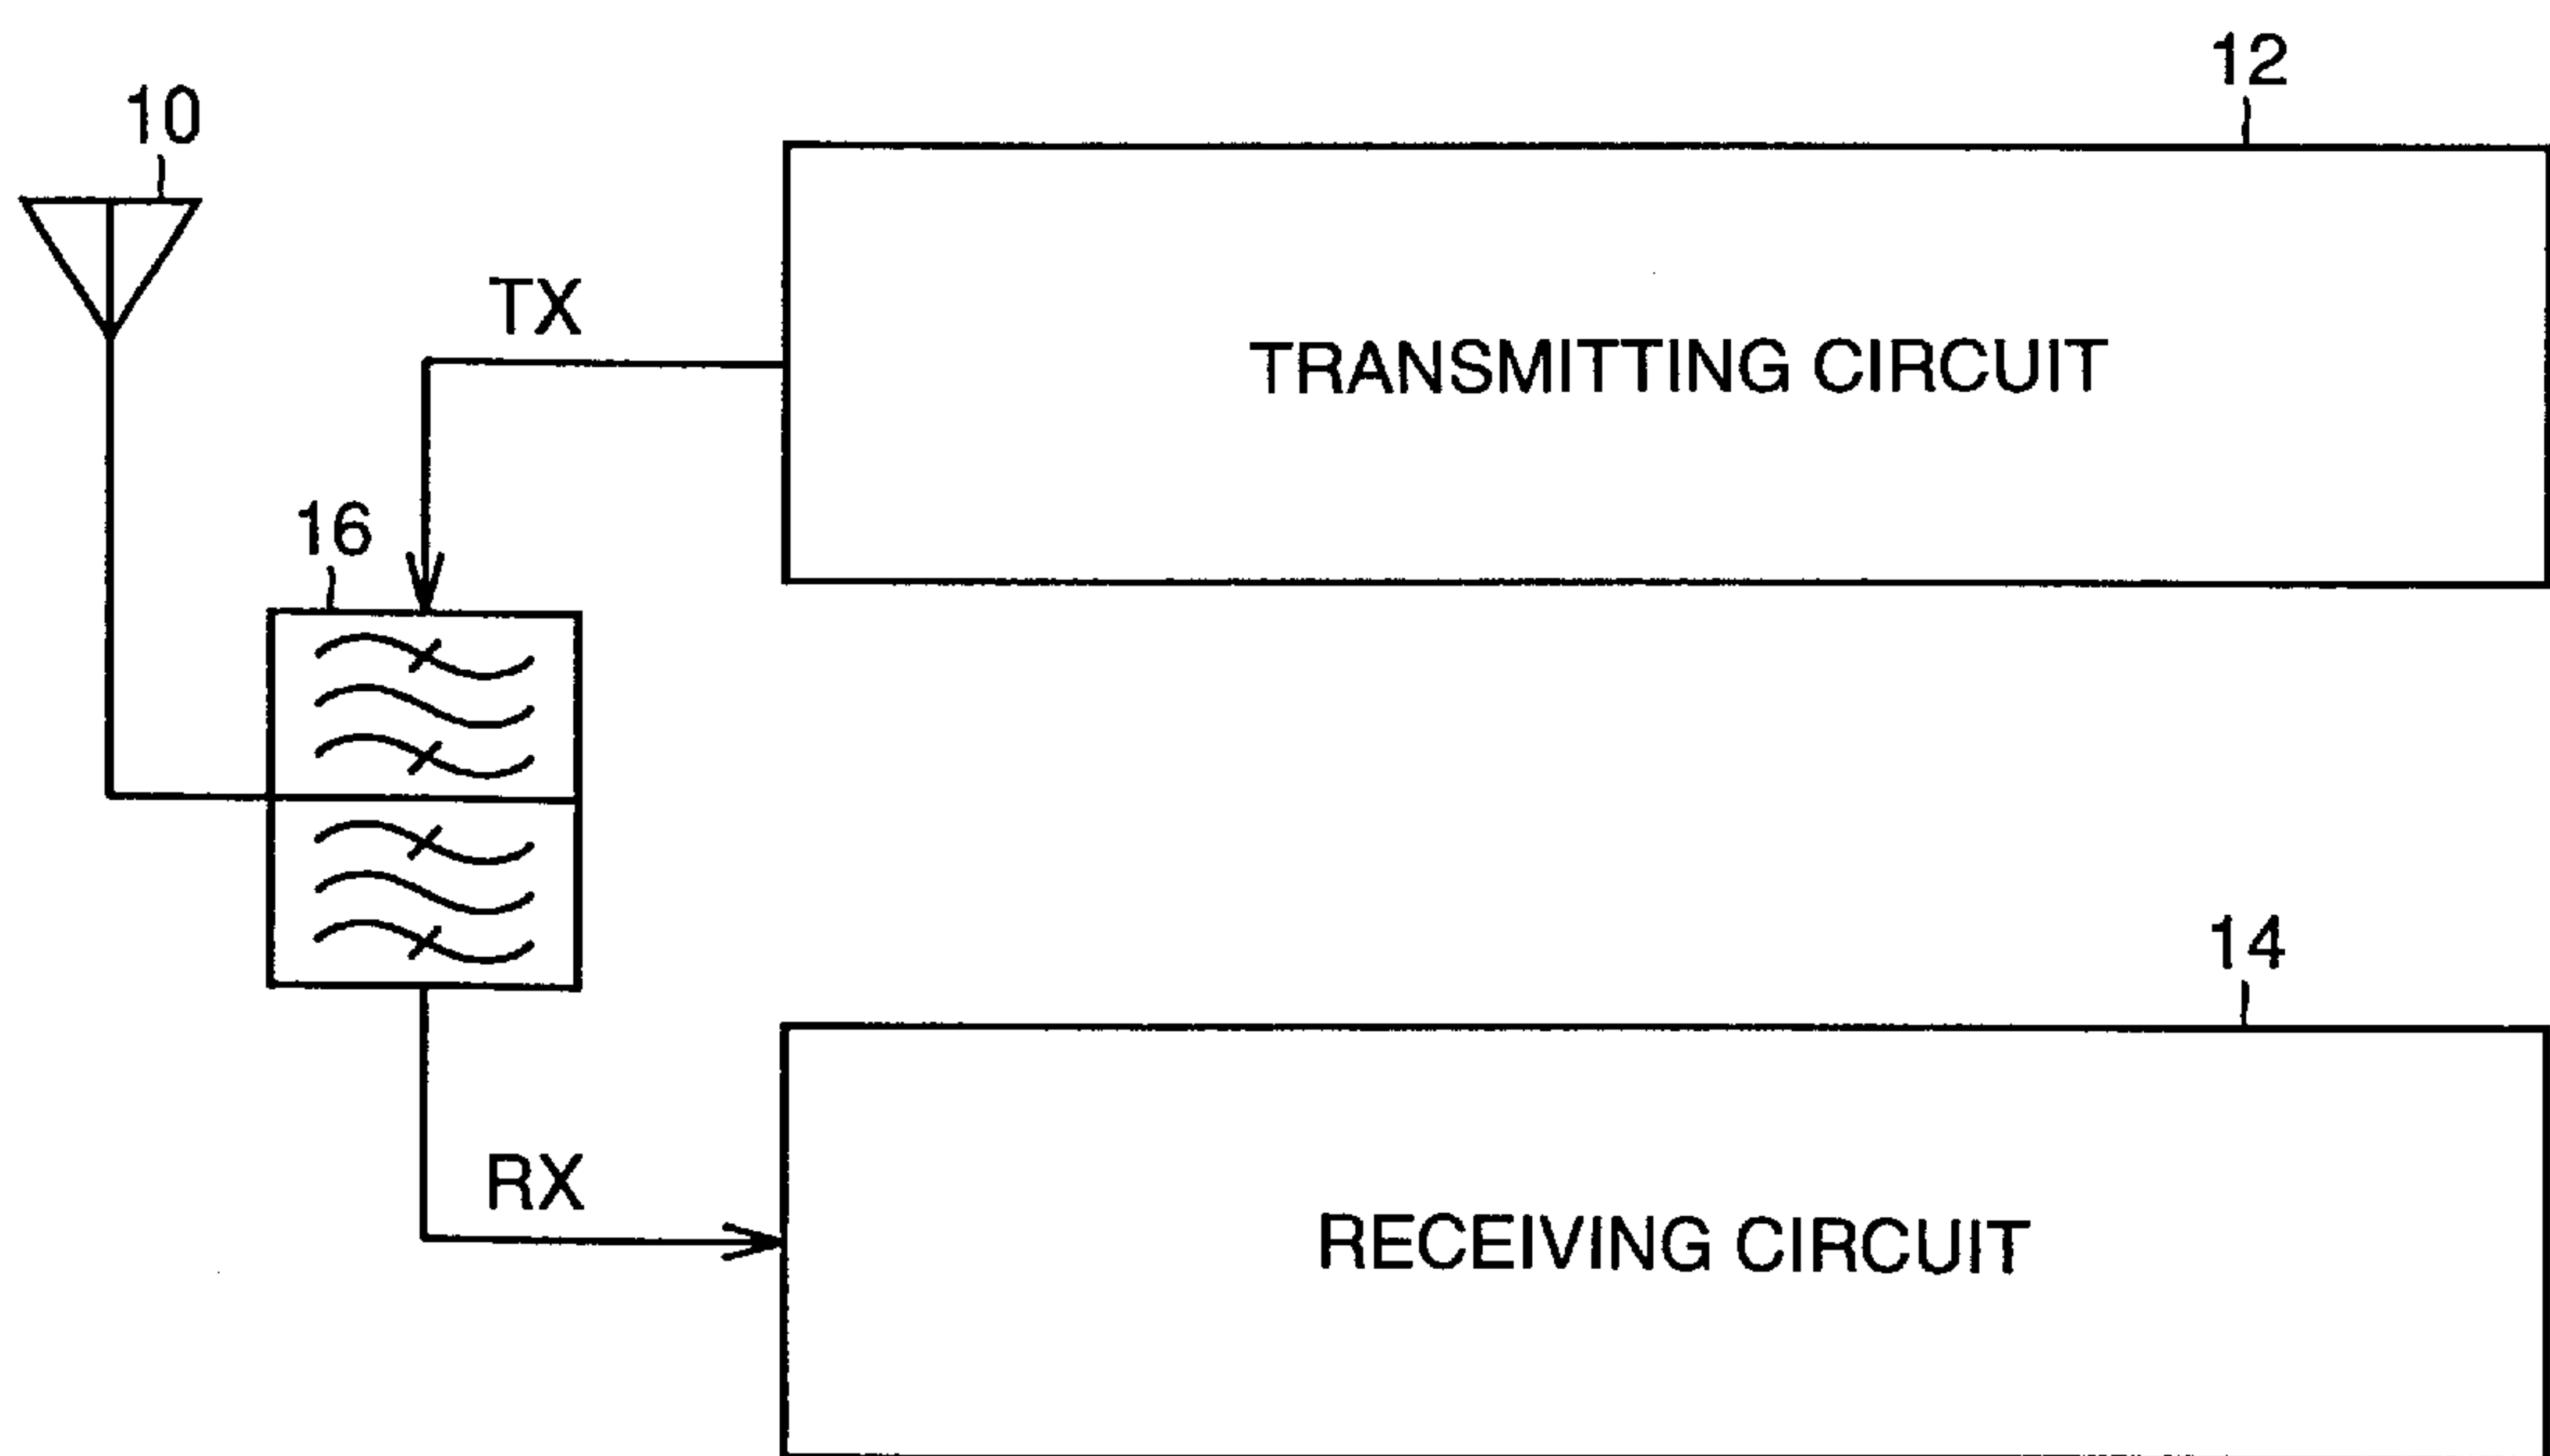 12
10
TX
TRANSMITTING CIRCUIT
16
14
RX
RECEIVING CIRCUIT